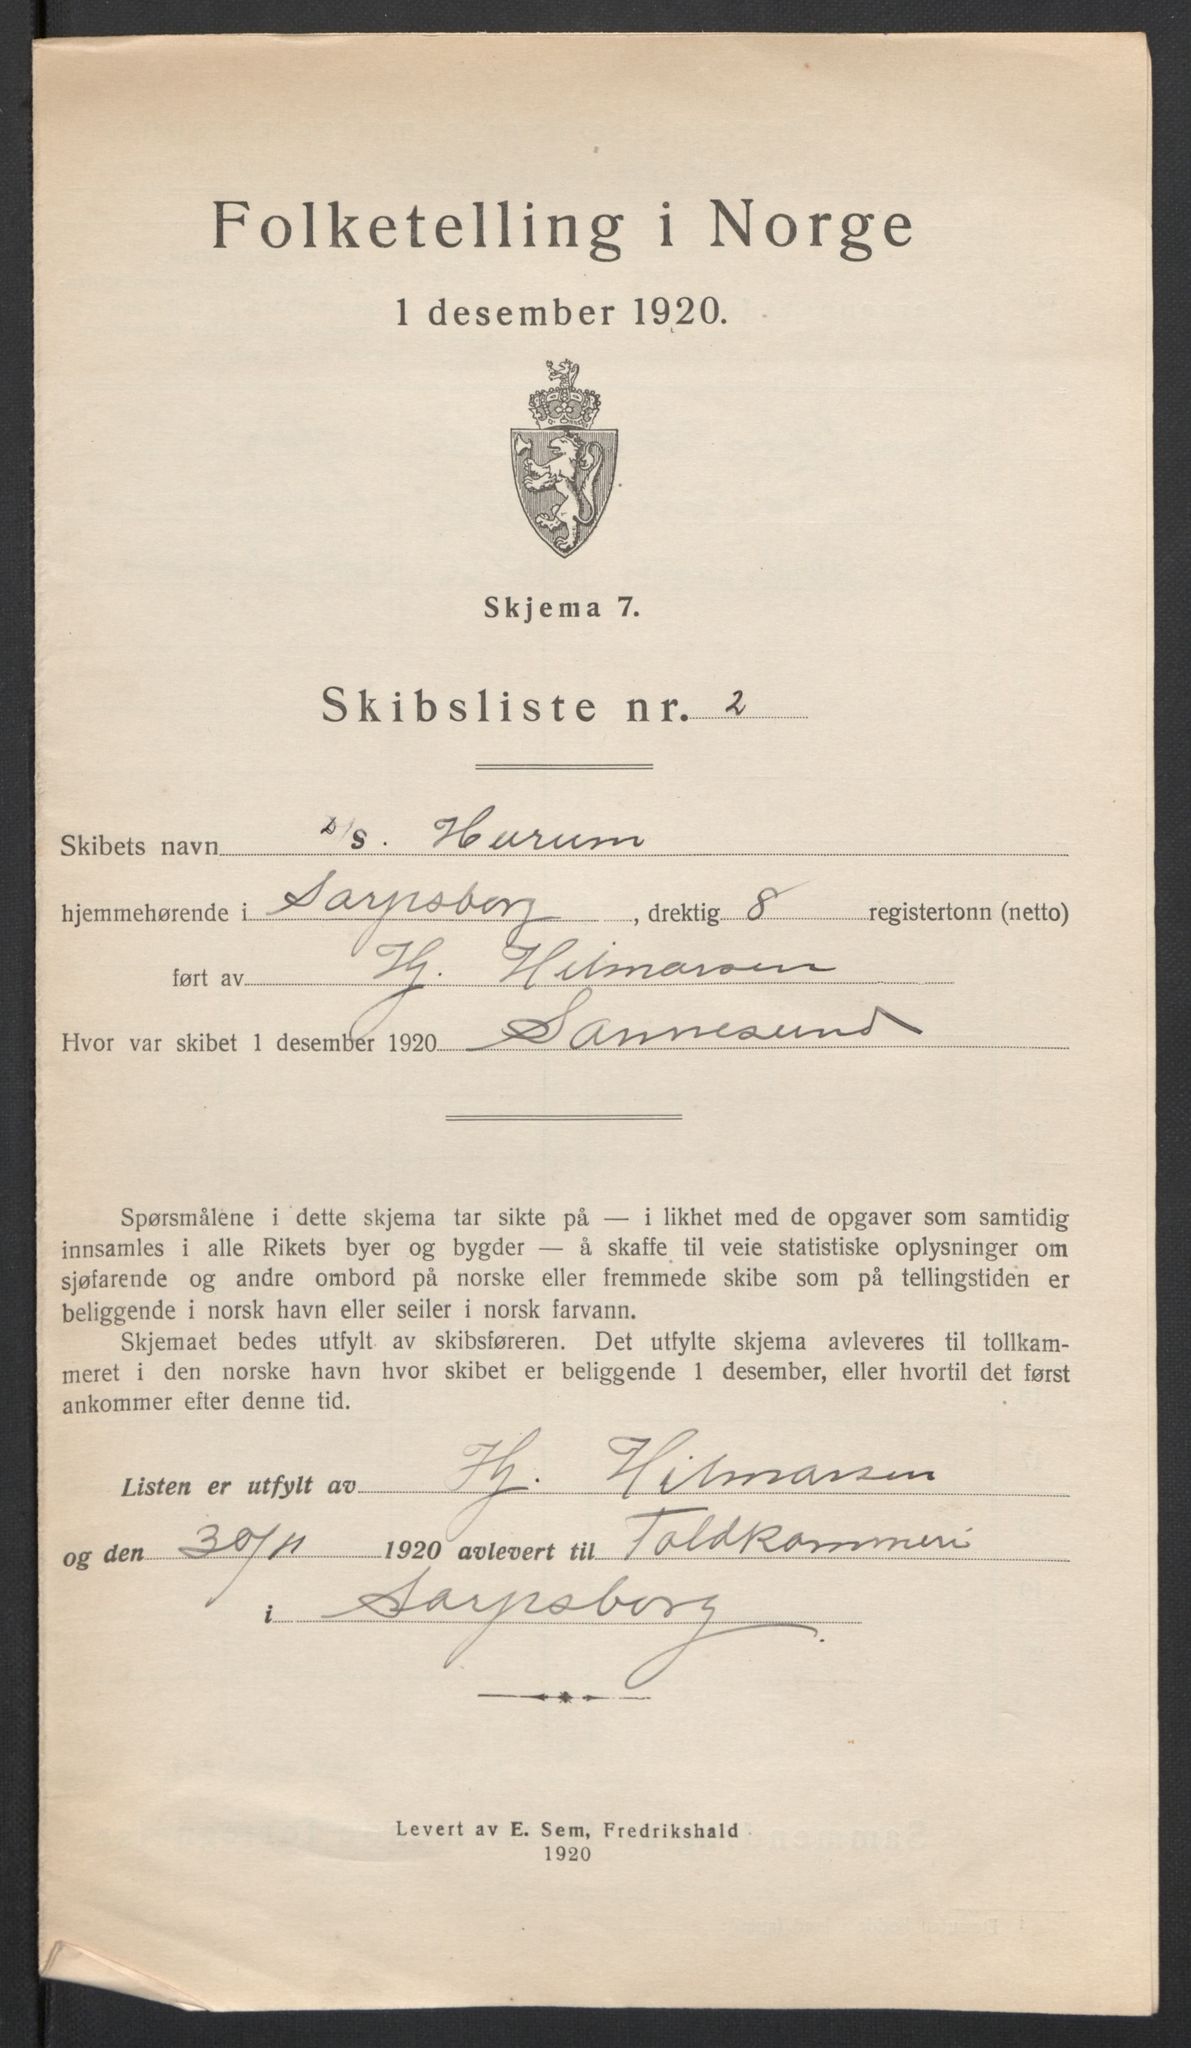 Folketelling i Norge
1 desember 1920.
Skjema 7.
Skibsliste nr. 2
Skibets navn D/S. Hurum
hjemmehørende i Sarpsborg, drektig 8 registertonn (netto)
ført av Hj. Hilmarsen
Hvor var skibet 1 desember 1920 Sannesund
Spørsmålene i dette skjema tar sikte på — i likhet med de opgaver som samtidig
innsamles i alle Rikets byer og bygder — å skaffe til veie statistiske oplysninger om
sjøfarende og andre ombord på norske eller fremmede skibe som på tellingstiden er
beliggende i norsk havn eller seiler i norsk farvann.
Skjemaet bedes utfylt av skibsføreren. Det utfylte skjema avleveres til tollkam-
meret i den norske havn hvor skibet er beliggende 1 desember, eller hvortil det først
ankommer efter denne tid.
Listen er utfylt av Hj. Hilmarsen
og den 30/11 1920 avlevert til Toldkammeri
i Sarpsborg.
Levert av E. Sem, Fredrikshald
1920